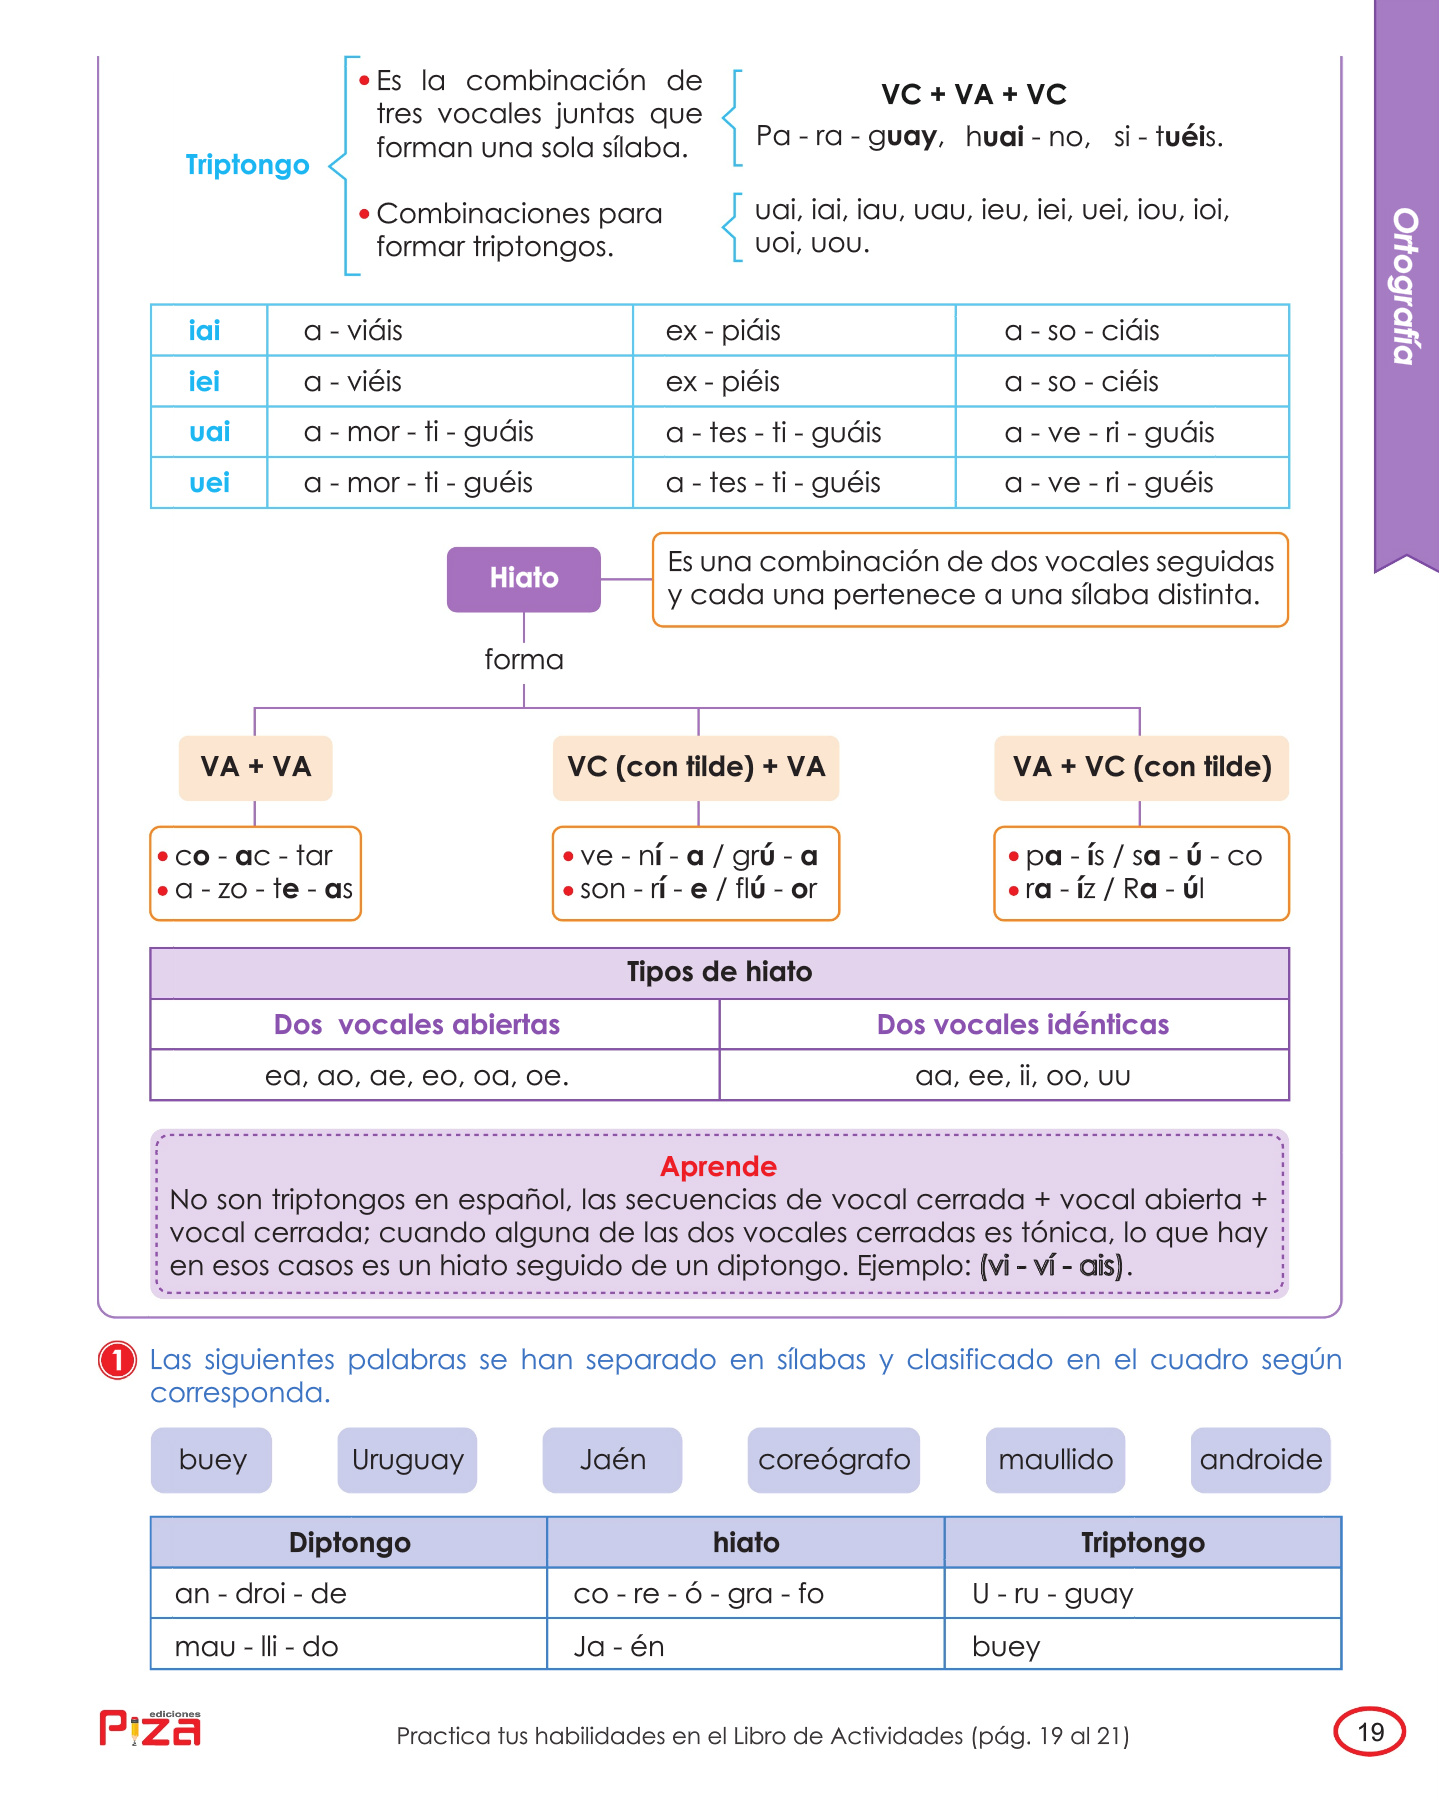 Triptongo
• Es la combinación de
tres vocales juntas que
forman una sola sílaba.
VC + VA + VC
Pa - ra - guay, huai - no, si - tuéis.
• Combinaciones para
formar triptongos.
uai, iai, iau, uau, ieu, iei, uei, iou, ioi,
uoi, uou.
Ortografía
iai a - viáis ex - piáis a - so - ciáis
iei a - viéis ex - piéis a - so - ciéis
uai a - mor - ti - guáis a - tes - ti - guáis a - ve - ri - guáis
uei a - mor - ti - guéis a - tes - ti - guéis a - ve - ri - guéis
Hiato
Es una combinación de dos vocales seguidas
y cada una pertenece a una sílaba distinta.
forma
VA + VA
VC (con tilde) + VA
VA + VC (con tilde)
• co - ac - tar
• a - zo - te - as
• ve - ní - a / grú - a
• son - rí - e / flú - or
• pa - ís / sa - ú - co
• ra - íz / Ra - úl
Tipos de hiato
Dos vocales abiertas Dos vocales idénticas
ea, ao, ae, eo, oa, oe. aa, ee, ii, oo, uu
Aprende
No son triptongos en español, las secuencias de vocal cerrada + vocal abierta +
vocal cerrada; cuando alguna de las dos vocales cerradas es tónica, lo que hay
en esos casos es un hiato seguido de un diptongo. Ejemplo: (vi - ví - ais).
1 Las siguientes palabras se han separado en sílabas y clasificado en el cuadro según
corresponda.
buey Uruguay Jaén coreógrafo maullido androide
Diptongo hiato Triptongo
an - droi - de co - re - ó - gra - fo U - ru - guay
mau - lli - do Ja - én buey
ediciones
Piza
Practica tus habilidades en el Libro de Actividades (pág. 19 al 21)
19